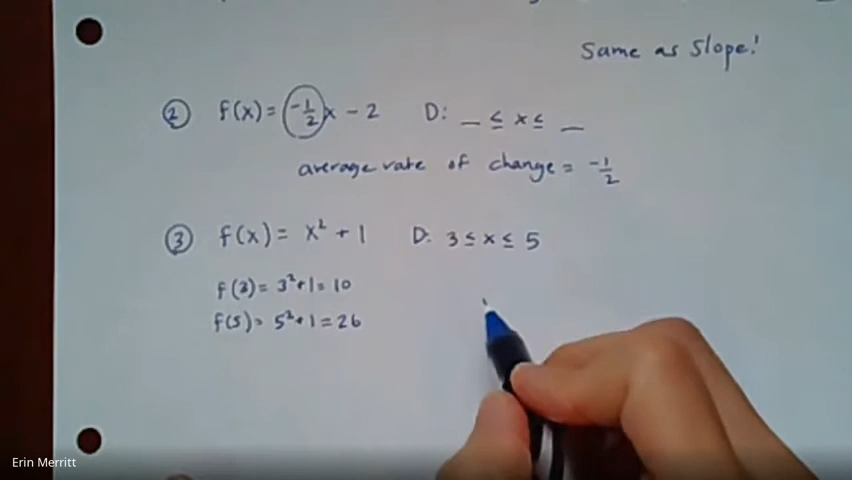 Same as Slope!
② f(x) = -1/2 x - 2 D: _ ≤ x ≤ _
average rate of change = -1/2
③ f(x) = x² + 1 D: 3 ≤ x ≤ 5
f(3) = 3² + 1 = 10
f(5) = 5² + 1 = 26
Erin Merritt